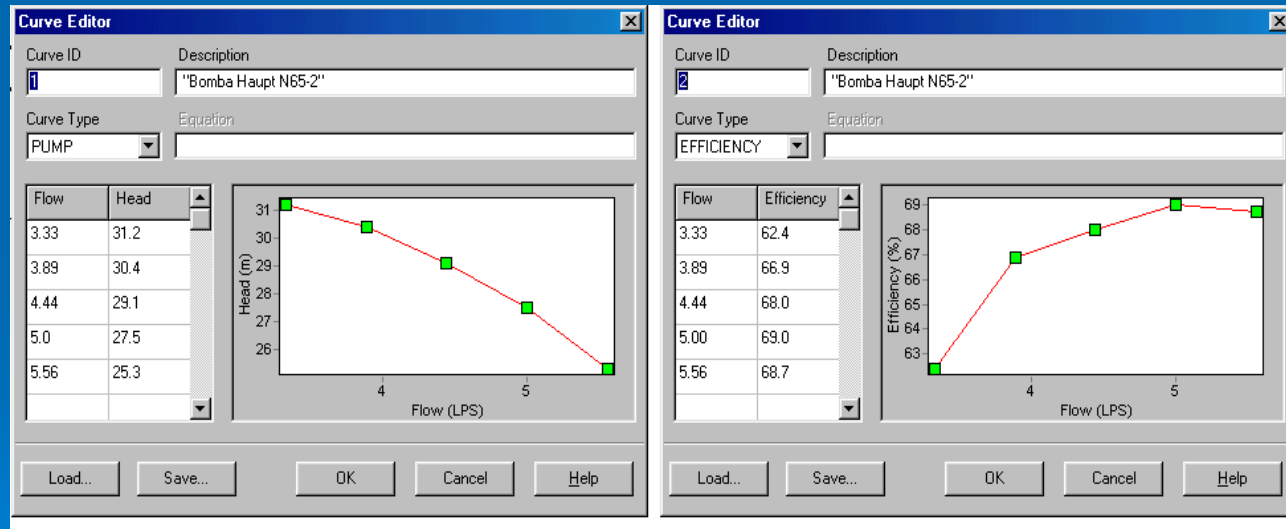 Curve Editor
Curve ID Description
1 "Bomba Haupt N65-2"
Curve Type Equation
PUMP
Flow Head
3.33 31.2
3.89 30.4
4.44 29.1
5.0 27.5
5.56 25.3
31
30
29
28
27
26
Head (m)
4 5
Flow (LPS)
Load... Save... OK Cancel Help
Curve Editor
Curve ID Description
2 "Bomba Haupt N65-2"
Curve Type Equation
EFFICIENCY
Flow Efficiency
3.33 62.4
3.89 66.9
4.44 68.0
5.00 69.0
5.56 68.7
69
68
67
66
65
64
63
Efficiency (%)
4 5
Flow (LPS)
Load... Save... OK Cancel Help